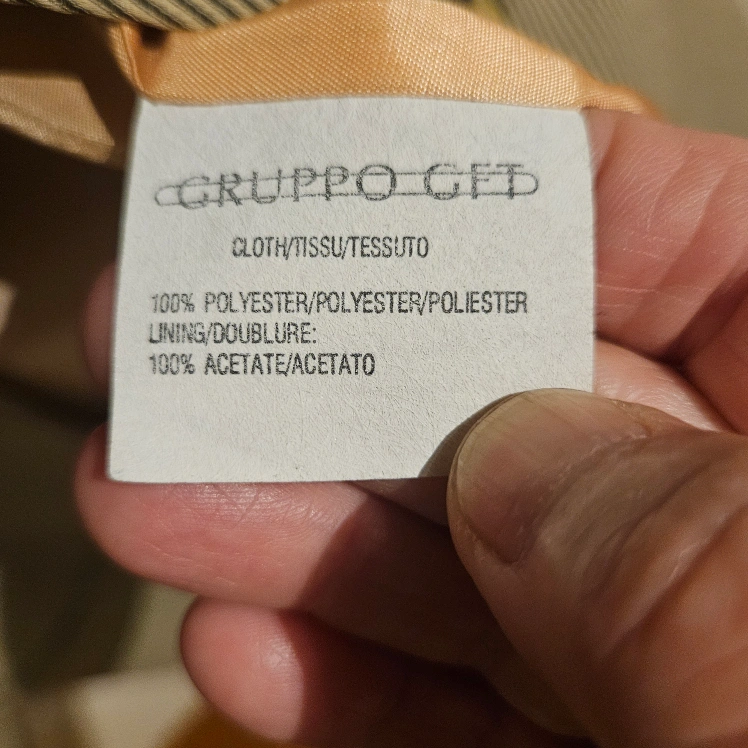 GRUPPO GFT
CLOTH/TISSU/TESSUTO
100% POLYESTER/POLYESTER/POLIESTER
LINING/DOUBLURE:
100% ACETATE/ACETATO